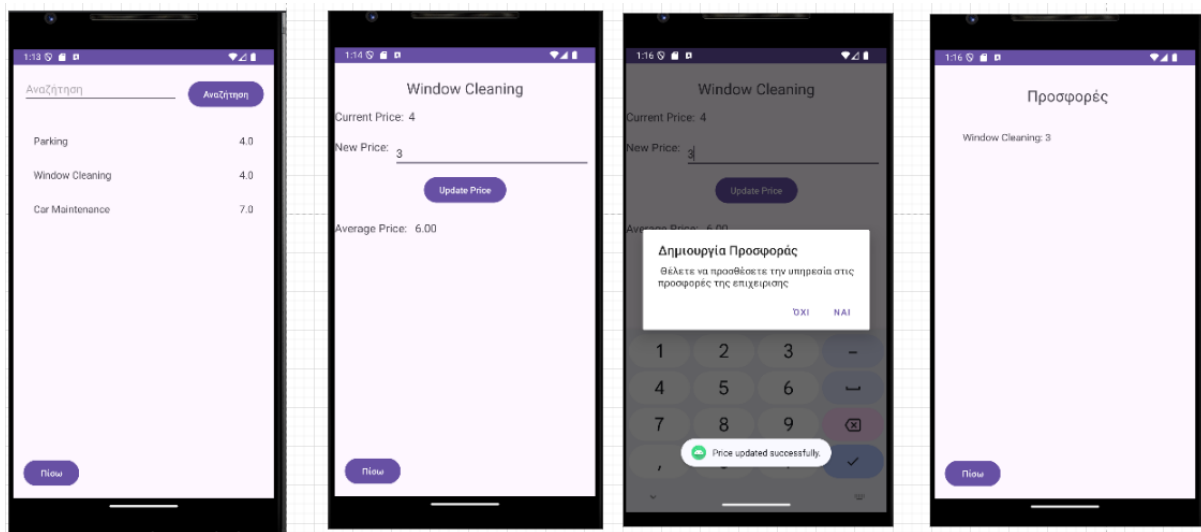 1:13
Αναζήτηση
Αναζήτηση
Parking 4.0
Window Cleaning 4.0
Car Maintenance 7.0
Πίσω
1:14
Window Cleaning
Current Price: 4
New Price: 3
Update Price
Average Price: 6.00
Πίσω
1:16
Window Cleaning
Current Price: 4
New Price: 3
Update Price
Average Price: 6.00
Δημιουργία Προσφοράς
Θέλετε να προσθέσετε την υπηρεσία στις
προσφορές της επιχειρισης
ΌΧΙ ΝΑΙ
1 2 3 -
4 5 6
7 8 9
,
Price updated successfully.
1:16
Προσφορές
Window Cleaning: 3
Πίσω